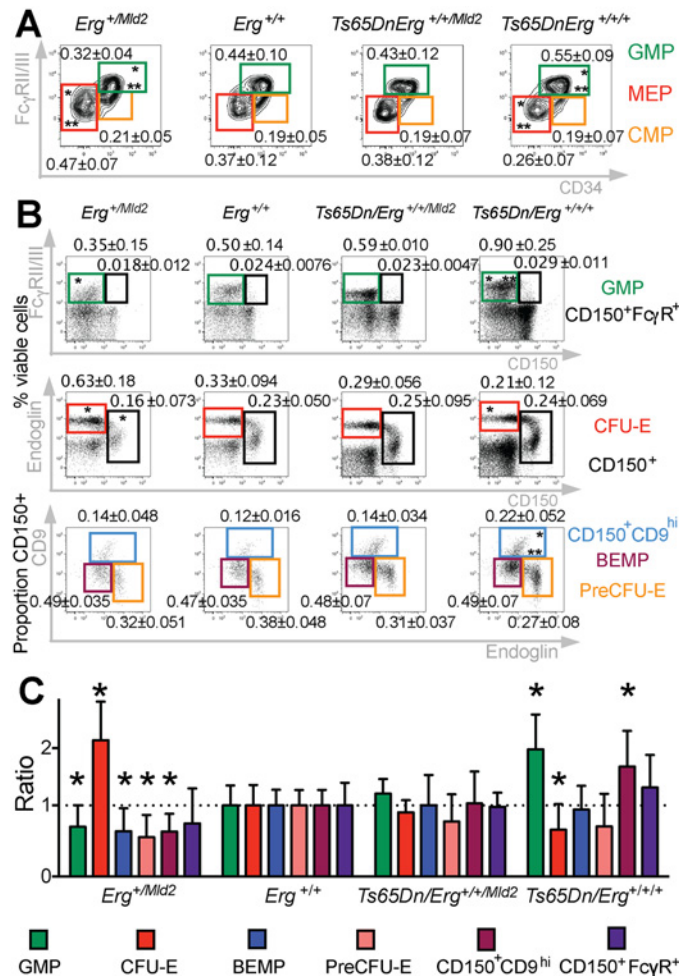 A
Erg +/Mld2 Erg +/+ Ts65DnErg +/+/Mld2 Ts65DnErg +/+/+
0.32±0.04 0.44±0.10 0.43±0.12 0.55±0.09 GMP
FcγRII/III
* ** * ** * ** MEP
0.21±0.05 0.19±0.05 0.19±0.07 0.19±0.07 CMP
0.47±0.07 0.37±0.12 0.38±0.12 0.26±0.07
CD34
B
Erg +/Mld2 Erg +/+ Ts65Dn/Erg +/+/Mld2 Ts65Dn/Erg +/+/+
0.35±0.15 0.50±0.14 0.59±0.010 0.90±0.25
0.018±0.012 0.024±0.0076 0.023±0.0047 0.029±0.011
FcγRII/III
* * ** GMP
CD150+FcγR+
CD150
% viable cells
0.63±0.18 0.33±0.094 0.29±0.056 0.21±0.12
0.16±0.073 0.23±0.050 0.25±0.095 0.24±0.069
Endoglin
* * * CFU-E
CD150+
CD150
Proportion CD150+
0.14±0.048 0.12±0.016 0.14±0.034 0.22±0.052
CD9
* ** CD150+CD9hi
BEMP
PreCFU-E
0.49±0.035 0.47±0.035 0.48±0.07 0.49±0.07
0.32±0.051 0.38±0.048 0.31±0.037 0.27±0.08
Endoglin
C
* * * * * * * *
Ratio
2
1
0
Erg +/Mld2 Erg +/+ Ts65Dn/Erg+/+/Mld2 Ts65Dn/Erg+/+/+
GMP CFU-E BEMP PreCFU-E CD150+CD9hi CD150+FcγR+